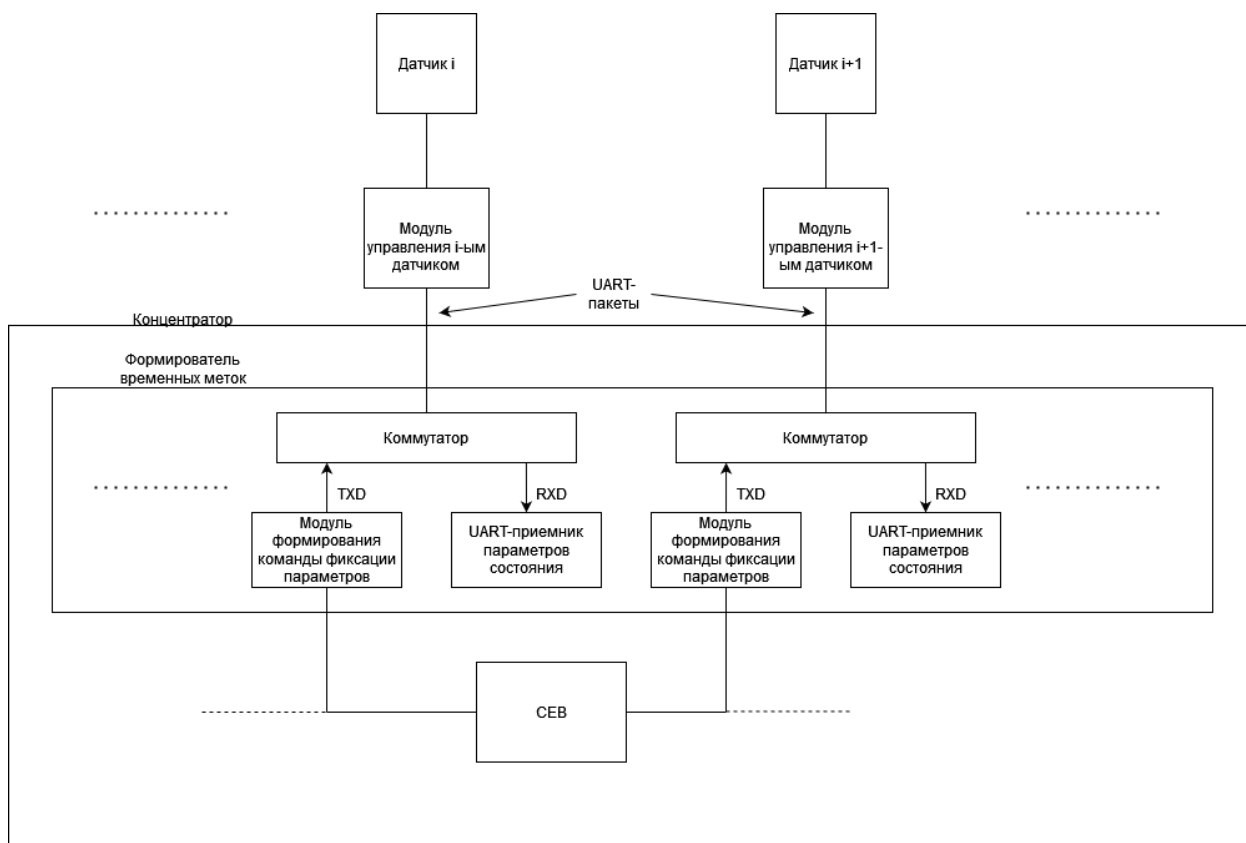 Датчик i
Датчик i+1
Модуль
управления i-ым
датчиком
Модуль
управления i+1-
ым датчиком
UART-
пакеты
Концентратор
Формирователь
временных меток
Коммутатор
Коммутатор
TXD
RXD
TXD
RXD
Модуль
формирования
команды фиксации
параметров
UART-приемник
параметров
состояния
Модуль
формирования
команды фиксации
параметров
UART-приемник
параметров
состояния
СЕВ